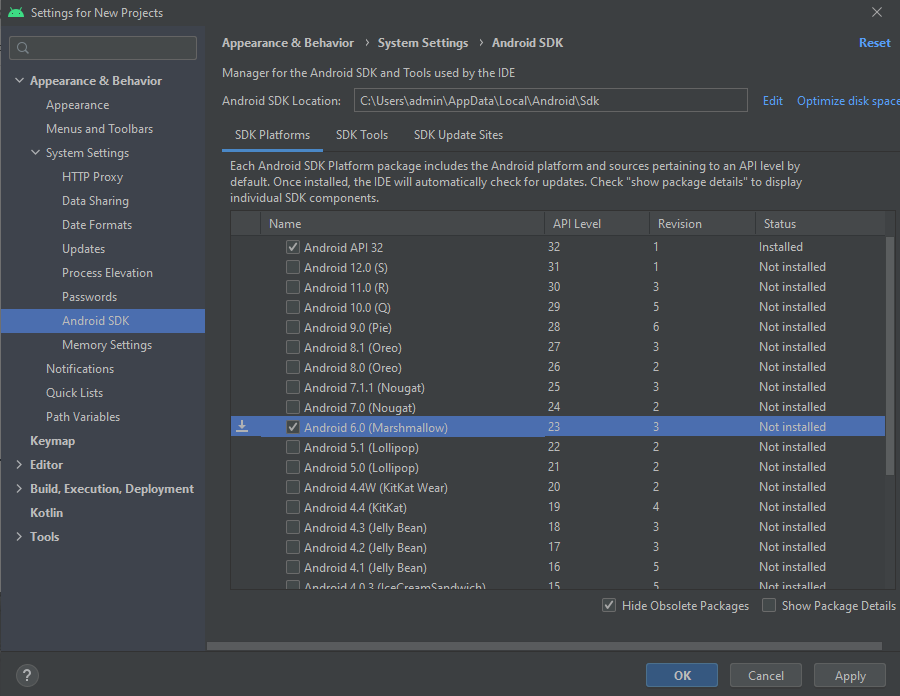 Settings for New Projects
Appearance & Behavior
Appearance
Menus and Toolbars
System Settings
HTTP Proxy
Data Sharing
Date Formats
Updates
Process Elevation
Passwords
Android SDK
Memory Settings
Notifications
Quick Lists
Path Variables
Keymap
Editor
Build, Execution, Deployment
Kotlin
Tools
Appearance & Behavior › System Settings › Android SDK Reset
Manager for the Android SDK and Tools used by the IDE
Android SDK Location: C:\Users\admin\AppData\Local\Android\Sdk Edit Optimize disk space
SDK Platforms SDK Tools SDK Update Sites
Each Android SDK Platform package includes the Android platform and sources pertaining to an API level by
default. Once installed, the IDE will automatically check for updates. Check "show package details" to display
individual SDK components.
Name API Level Revision Status
Android API 32 32 1 Installed
Android 12.0 (S) 31 1 Not installed
Android 11.0 (R) 30 3 Not installed
Android 10.0 (Q) 29 5 Not installed
Android 9.0 (Pie) 28 6 Not installed
Android 8.1 (Oreo) 27 3 Not installed
Android 8.0 (Oreo) 26 2 Not installed
Android 7.1.1 (Nougat) 25 3 Not installed
Android 7.0 (Nougat) 24 2 Not installed
Android 6.0 (Marshmallow) 23 3 Not installed
Android 5.1 (Lollipop) 22 2 Not installed
Android 5.0 (Lollipop) 21 2 Not installed
Android 4.4W (KitKat Wear) 20 2 Not installed
Android 4.4 (KitKat) 19 4 Not installed
Android 4.3 (Jelly Bean) 18 3 Not installed
Android 4.2 (Jelly Bean) 17 3 Not installed
Android 4.1 (Jelly Bean) 16 5 Not installed
Android 4.0.3 (IceCreamSandwich) 15 5 Not installed
Hide Obsolete Packages Show Package Details
? OK Cancel Apply